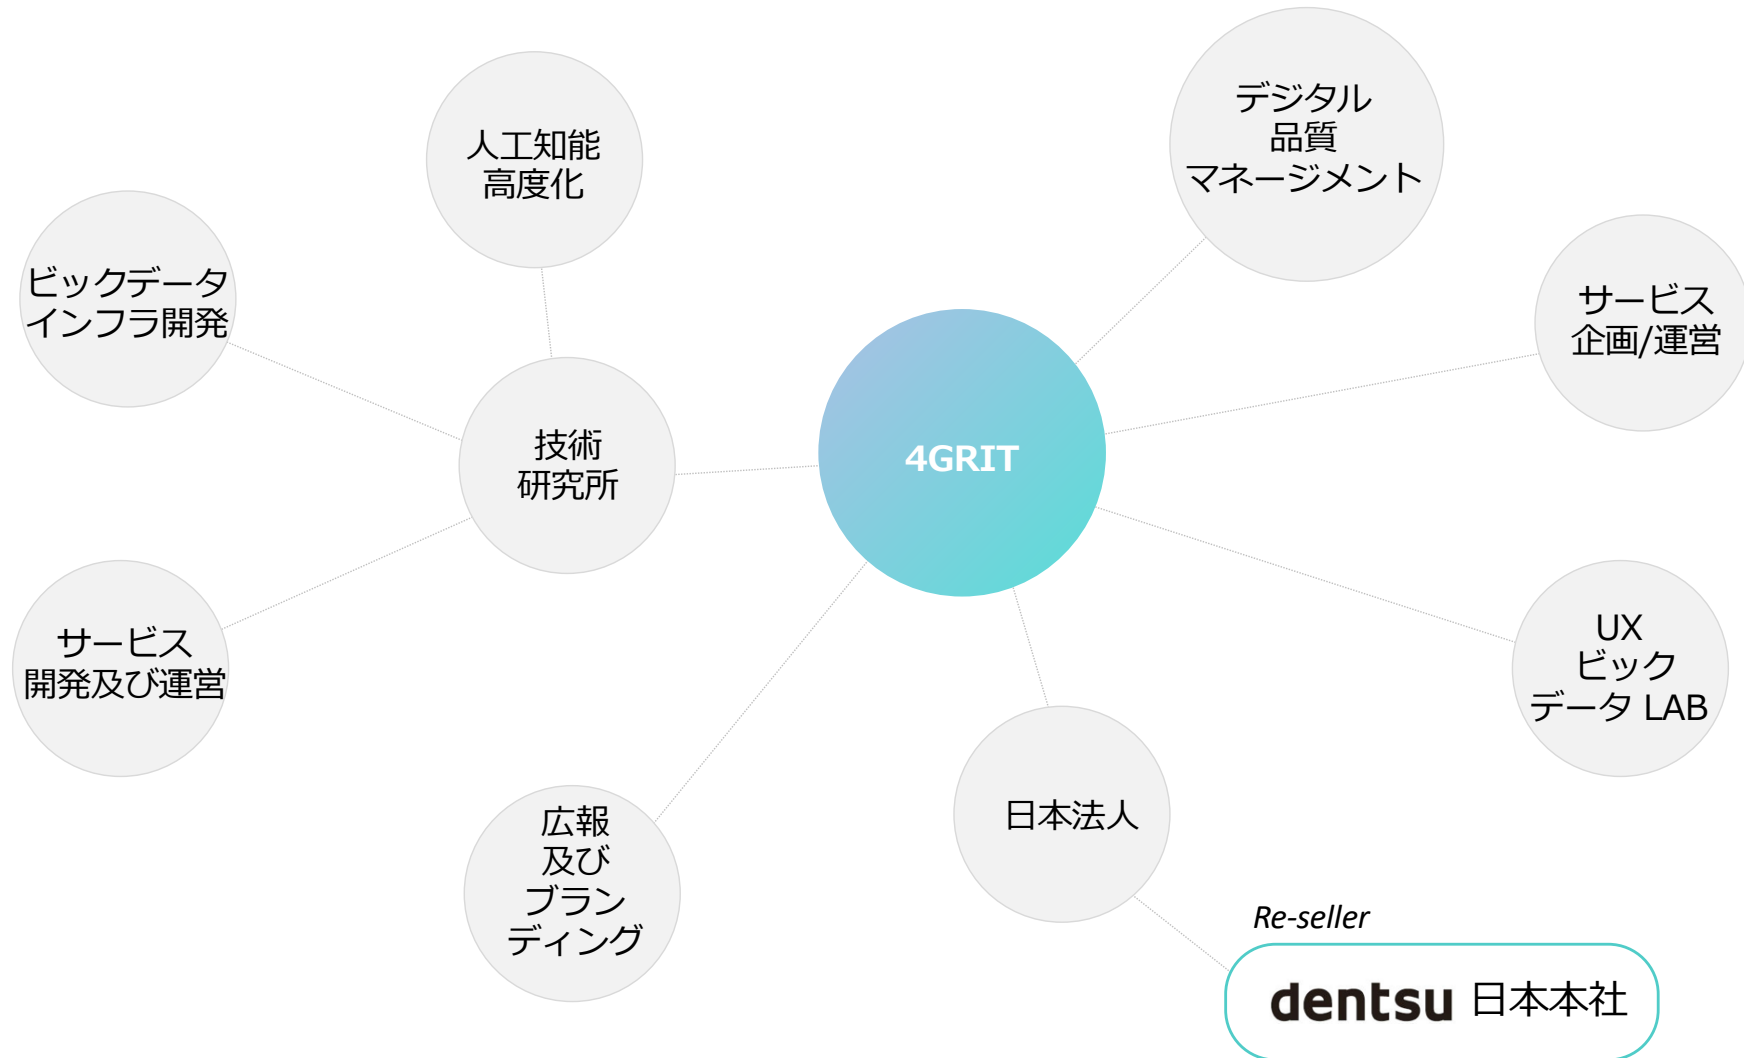 人工知能
高度化
デジタル
品質
マネージメント
ビックデータ
インフラ開発
サービス
企画/運営
技術
研究所
4GRIT
サービス
開発及び運営
UX
ビック
データ LAB
広報
及び
ブラン
ディング
日本法人
Re-seller
dentsu 日本本社